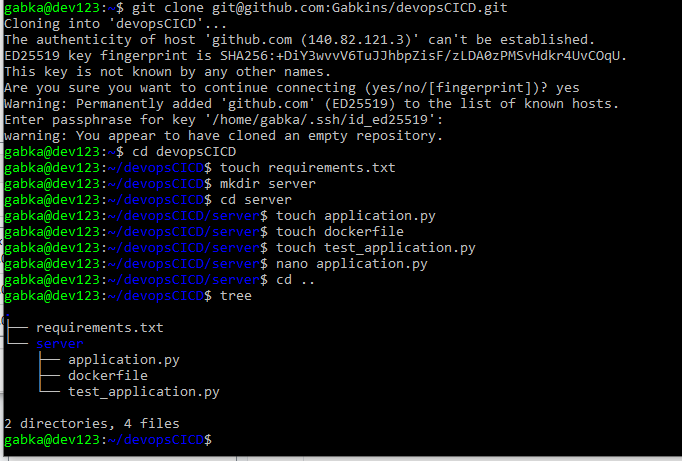 gabka@dev123:~$ git clone git@github.com:Gabkins/devopsCICD.git
Cloning into 'devopsCICD'...
The authenticity of host 'github.com (140.82.121.3)' can't be established.
ED25519 key fingerprint is SHA256:+DiY3wvvV6TuJJhbpZisF/zLDA0zPMSvHdkr4UvCOqU.
This key is not known by any other names.
Are you sure you want to continue connecting (yes/no/[fingerprint])? yes
Warning: Permanently added 'github.com' (ED25519) to the list of known hosts.
Enter passphrase for key '/home/gabka/.ssh/id_ed25519':
warning: You appear to have cloned an empty repository.
gabka@dev123:~$ cd devopsCICD
gabka@dev123:~/devopsCICD$ touch requirements.txt
gabka@dev123:~/devopsCICD$ mkdir server
gabka@dev123:~/devopsCICD$ cd server
gabka@dev123:~/devopsCICD/server$ touch application.py
gabka@dev123:~/devopsCICD/server$ touch dockerfile
gabka@dev123:~/devopsCICD/server$ touch test_application.py
gabka@dev123:~/devopsCICD/server$ nano application.py
gabka@dev123:~/devopsCICD/server$ cd ..
gabka@dev123:~/devopsCICD$ tree
.
├── requirements.txt
└── server
    ├── application.py
    ├── dockerfile
    └── test_application.py

2 directories, 4 files
gabka@dev123:~/devopsCICD$